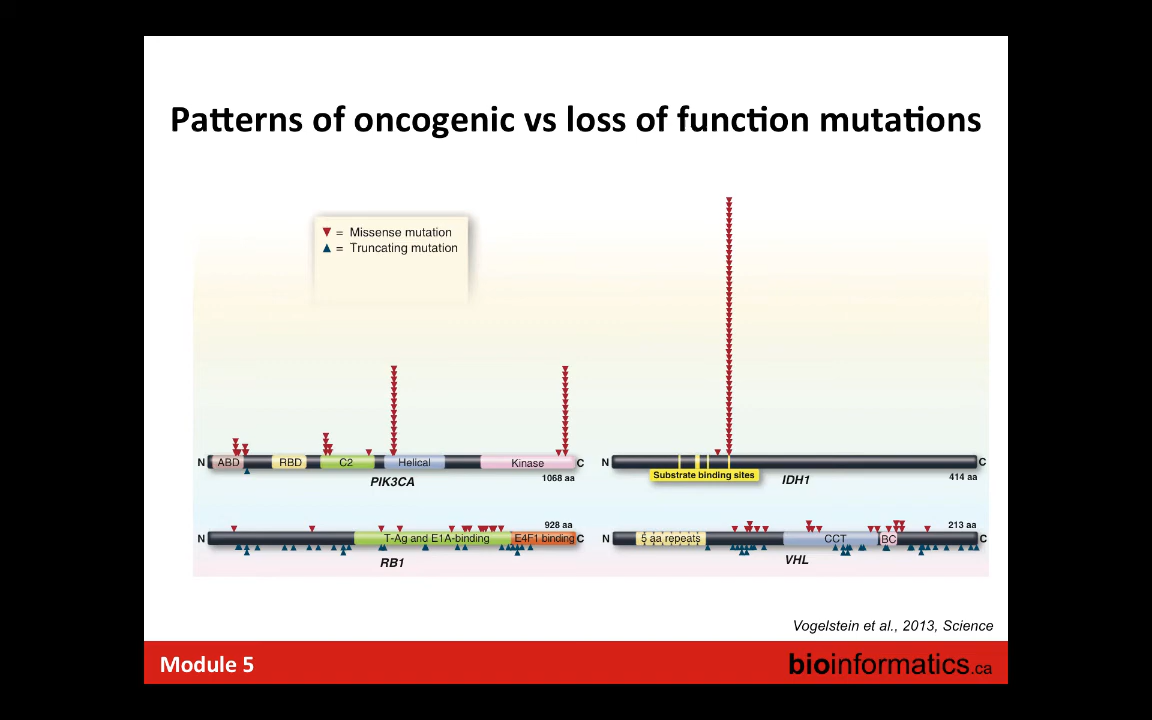 Patterns of oncogenic vs loss of function mutations
▼ = Missense mutation
▲ = Truncating mutation
N ABD RBD C2 Helical Kinase C
PIK3CA
1068 aa
N C
Substrate binding sites
IDH1
414 aa
928 aa
N T-Ag and E1A-binding E4F1 binding C
RB1
213 aa
N 5 aa repeats CCT BC C
VHL
Vogelstein et al., 2013, Science
Module 5
bioinformatics.ca